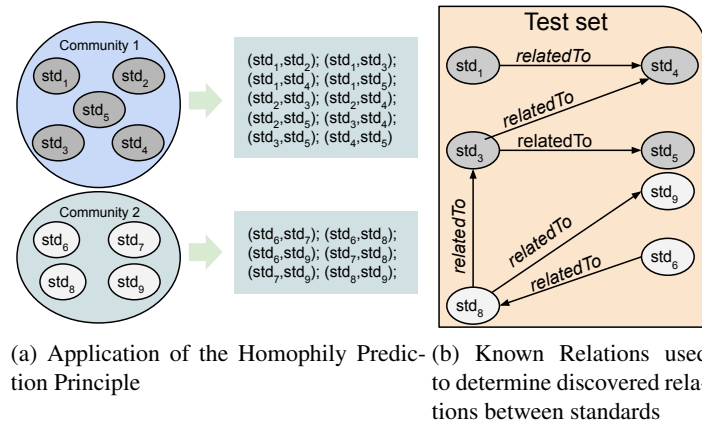 Community 1
std1
std2
std5
std3
std4
(std1,std2); (std1,std3);
(std1,std4); (std1,std5);
(std2,std3); (std2,std4);
(std2,std5); (std3,std4);
(std3,std5); (std4,std5)
Community 2
std6
std7
std8
std9
(std6,std7); (std6,std8);
(std6,std9); (std7,std8);
(std7,std9); (std8,std9);
(a) Application of the Homophily Predic-
tion Principle
Test set
std1
relatedTo
std4
relatedTo
std3
relatedTo
std5
std9
relatedTo
relatedTo
relatedTo
std6
std8
(b) Known Relations used
to determine discovered rela-
tions between standards